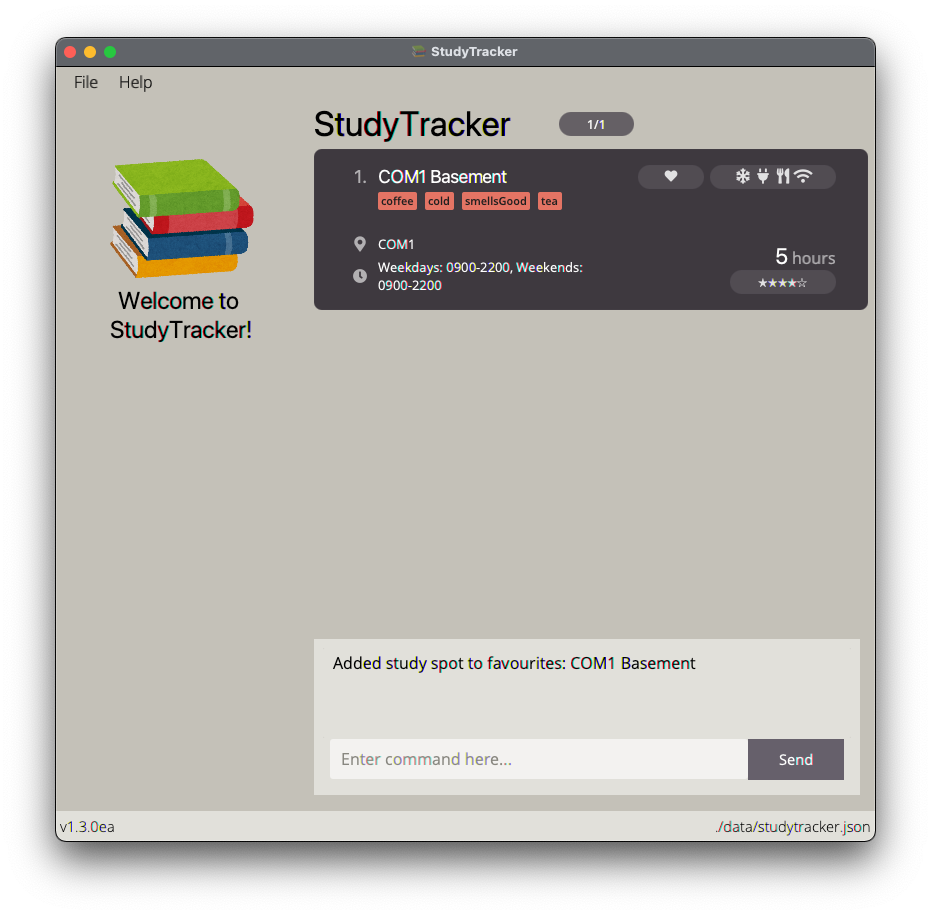 StudyTracker
File Help
StudyTracker 1/1
1. COM1 Basement
coffee cold smellsGood tea
COM1
Weekdays: 0900-2200, Weekends:
0900-2200
5 hours
★★★★☆
Welcome to
StudyTracker!
Added study spot to favourites: COM1 Basement
Enter command here...
Send
v1.3.0ea
./data/studytracker.json